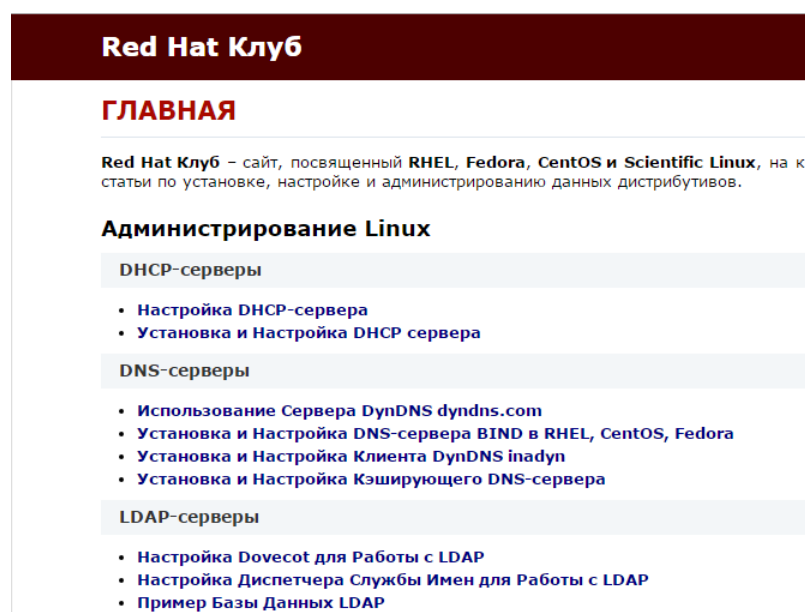 Red Hat Клуб
ГЛАВНАЯ
Red Hat Клуб – сайт, посвященный RHEL, Fedora, CentOS и Scientific Linux, на
статьи по установке, настройке и администрированию данных дистрибутивов.
Администрирование Linux
DHCP-серверы
• Настройка DHCP-сервера
• Установка и Настройка DHCP сервера
DNS-серверы
• Использование Сервера DynDNS dyndns.com
• Установка и Настройка DNS-сервера BIND в RHEL, CentOS, Fedora
• Установка и Настройка Клиента DynDNS inadyn
• Установка и Настройка Кэширующего DNS-сервера
LDAP-серверы
• Настройка Dovecot для Работы с LDAP
• Настройка Диспетчера Службы Имен для Работы с LDAP
• Пример Базы Данных LDAP